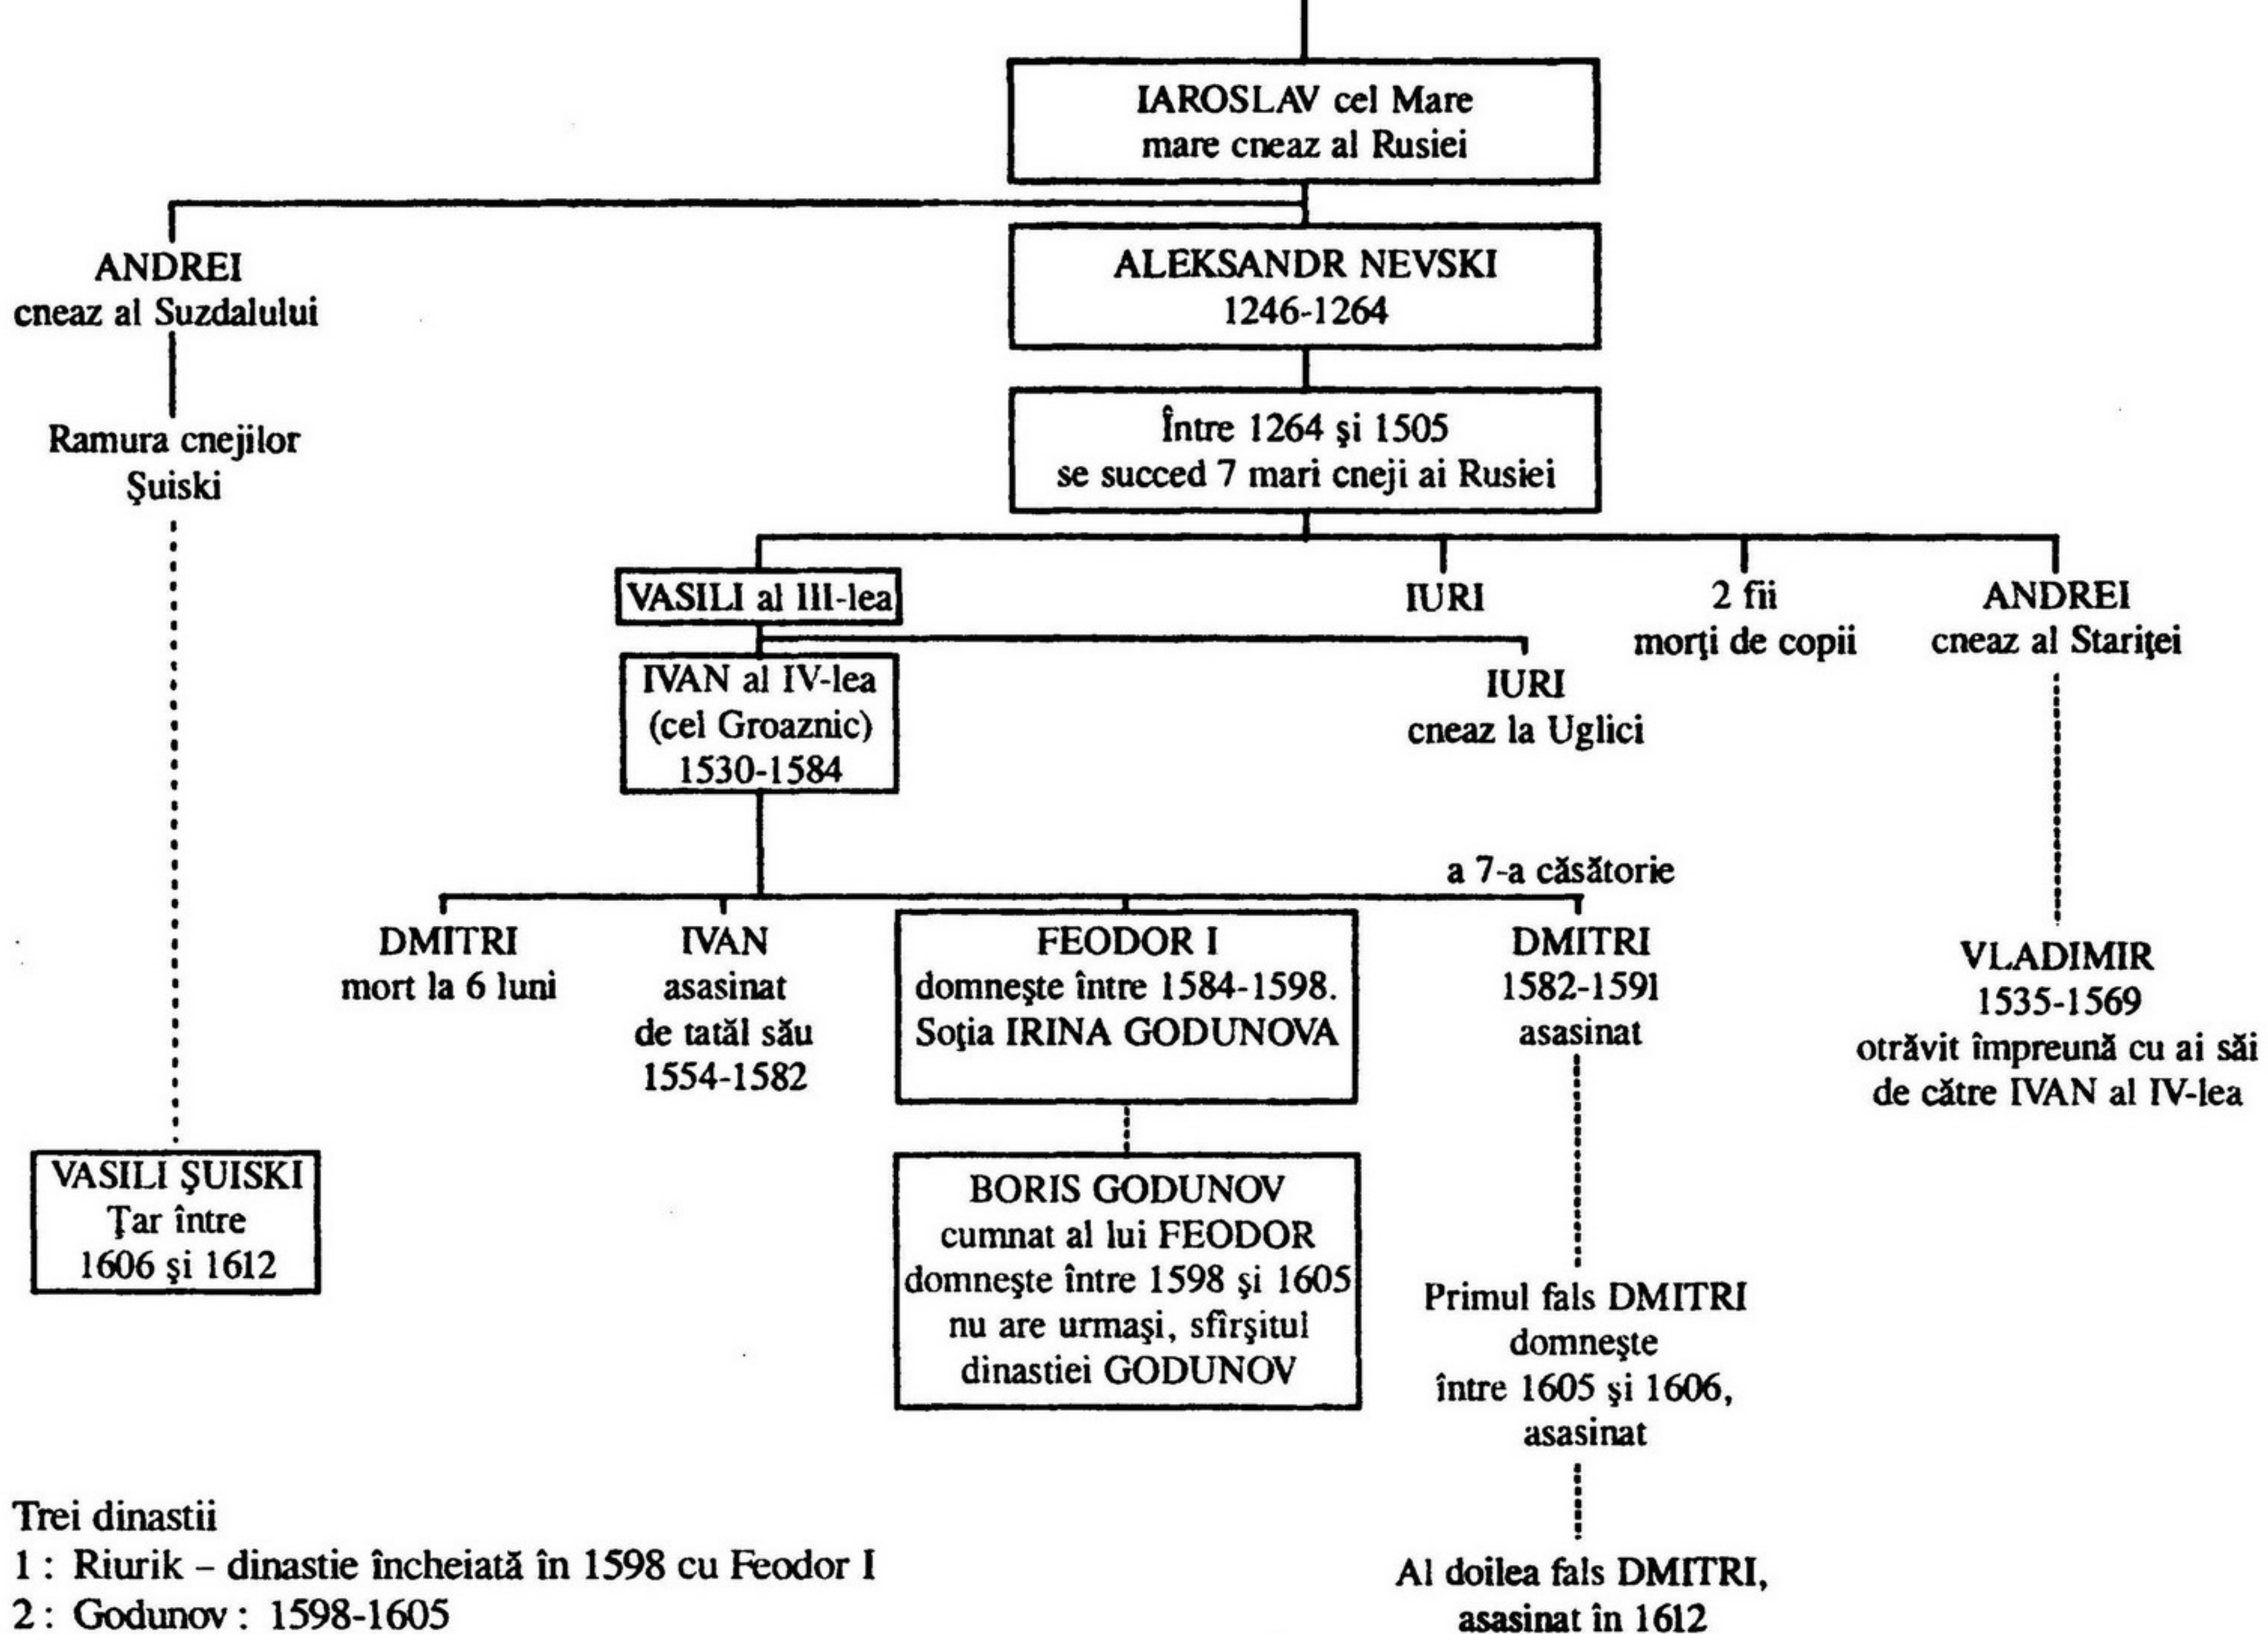 IAROSLAV cel Mare
mare cneaz al Rusiei
ANDREI
cneaz al Suzdalului
ALEKSANDR NEVSKI
1246-1264
Ramura cnejilor
Şuiski
Între 1264 şi 1505
se succed 7 mari cneji ai Rusiei
VASILI al III-lea
IURI
2 fii
morţi de copii
ANDREI
cneaz al Stariţei
IVAN al IV-lea
(cel Groaznic)
1530-1584
IURI
cneaz la Uglici
a 7-a căsătorie
DMITRI
mort la 6 luni
IVAN
asasinat
de tatăl său
1554-1582
FEODOR I
domneşte între 1584-1598.
Soţia IRINA GODUNOVA
DMITRI
1582-1591
asasinat
VLADIMIR
1535-1569
otrăvit împreună cu ai săi
de către IVAN al IV-lea
VASILI ŞUISKI
Ţar între
1606 şi 1612
BORIS GODUNOV
cumnat al lui FEODOR
domneşte între 1598 şi 1605
nu are urmaşi, sfîrşitul
dinastiei GODUNOV
Primul fals DMITRI
domneşte
între 1605 şi 1606,
asasinat
Al doilea fals DMITRI,
asasinat în 1612
Trei dinastii
1 : Riurik – dinastie încheiată în 1598 cu Feodor I
2 : Godunov : 1598-1605